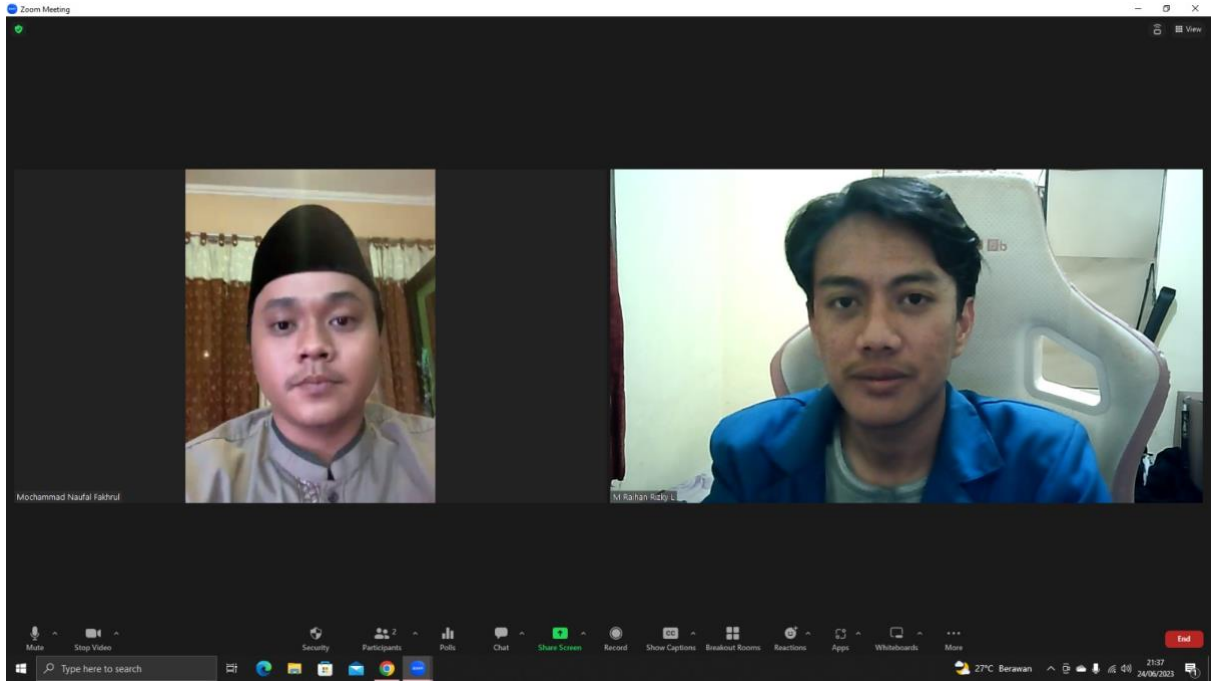 Zoom Meeting
View
Mochammad Naufal Fakhrul
M Raihan Rizky L
Mute
Stop Video
Security
Participants
2
Polls
Chat
Share Screen
Record
CC
Show Captions
Breakout Rooms
Reactions
Apps
Whiteboards
More
End
Type here to search
27°C Berawan
21:37
24/06/2023